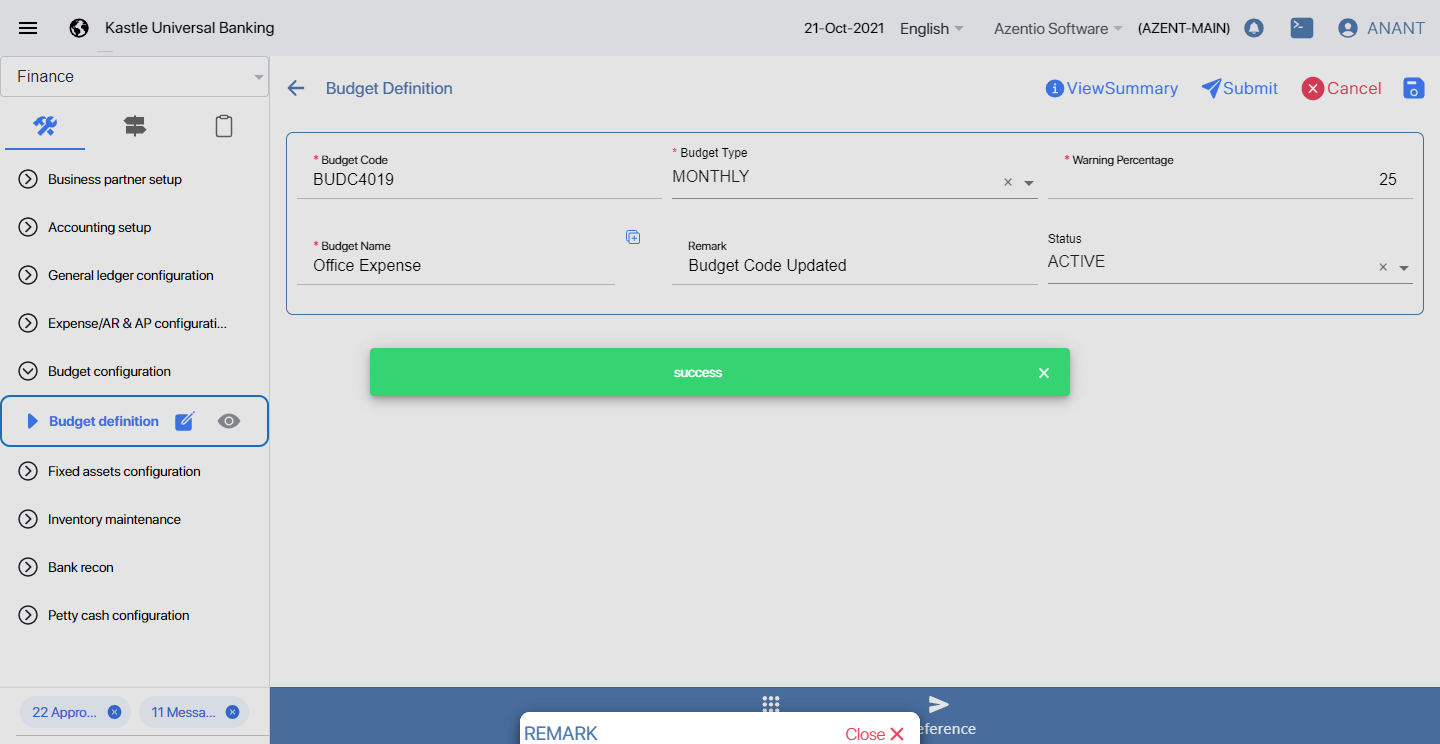 Kastle Universal Banking
21-Oct-2021 English Azentio Software (AZENT-MAIN) ANANT
Finance
Budget Definition
ViewSummary Submit Cancel
Business partner setup
Accounting setup
General ledger configuration
Expense/AR & AP configurati...
Budget configuration
Budget definition
Fixed assets configuration
Inventory maintenance
Bank recon
Petty cash configuration
22 Appro... 11 Messa...
* Budget Code
BUDC4019
* Budget Type
MONTHLY
* Warning Percentage
25
* Budget Name
Office Expense
Remark
Budget Code Updated
Status
ACTIVE
success
REMARK Close